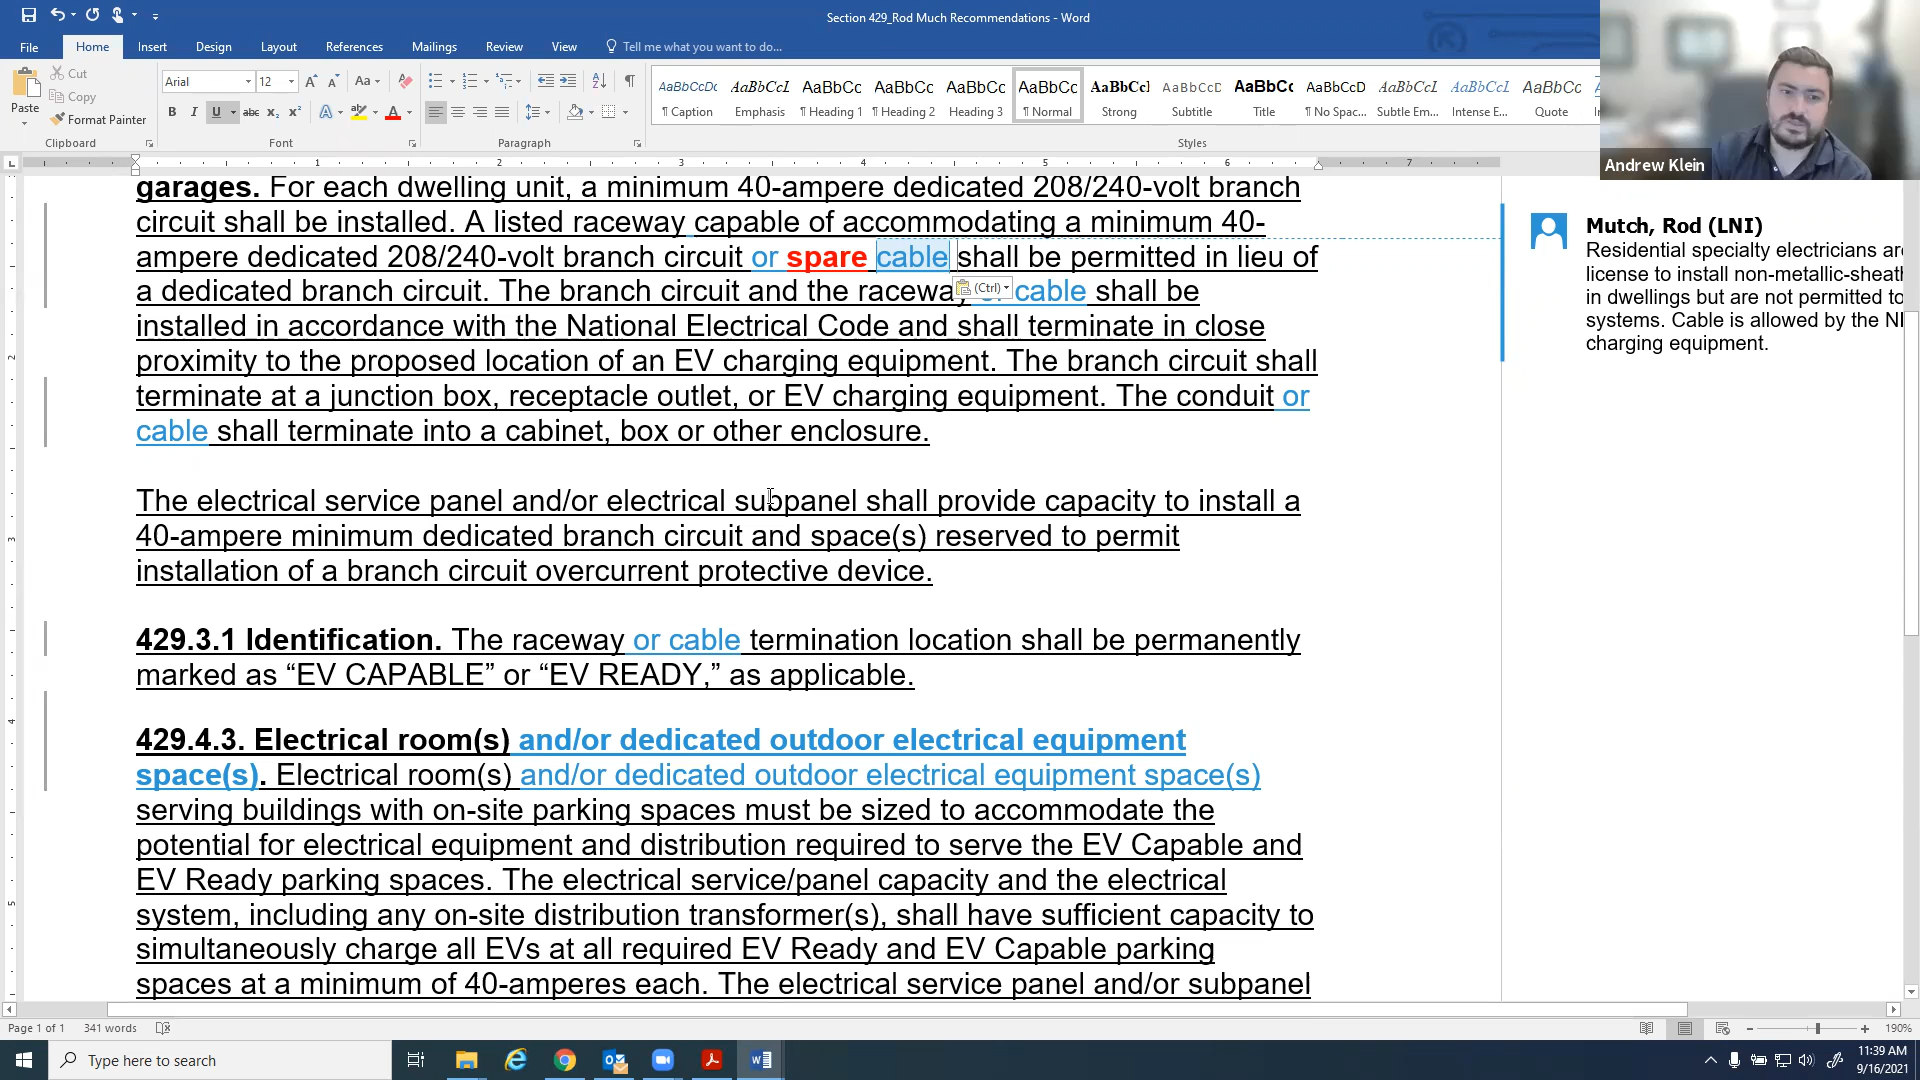 Section 429_Rod Much Recommendations - Word
File Home Insert Design Layout References Mailings Review View Tell me what you want to do...
Paste
Cut
Copy
Format Painter
Clipboard
Arial 12
Font
Paragraph
AaBbCcDc AaBbCcI AaBbCc AaBbCc AaBbCc AaBbCc AaBbCcI AaBbCcD AaBbCc AaBbCcD AaBbCcI AaBbCcI AaBbCc
¶ Caption Emphasis ¶ Heading 1 ¶ Heading 2 Heading 3 ¶ Normal Strong Subtitle Title ¶ No Spac... Subtle Em... Intense E... Quote
Styles
Andrew Klein
1 2 3 4 5 6 7
garages. For each dwelling unit, a minimum 40-ampere dedicated 208/240-volt branch
circuit shall be installed. A listed raceway capable of accommodating a minimum 40-
ampere dedicated 208/240-volt branch circuit or spare cable shall be permitted in lieu of
a dedicated branch circuit. The branch circuit and the raceway cable shall be
(Ctrl)
installed in accordance with the National Electrical Code and shall terminate in close
proximity to the proposed location of an EV charging equipment. The branch circuit shall
terminate at a junction box, receptacle outlet, or EV charging equipment. The conduit or
cable shall terminate into a cabinet, box or other enclosure.
The electrical service panel and/or electrical subpanel shall provide capacity to install a
40-ampere minimum dedicated branch circuit and space(s) reserved to permit
installation of a branch circuit overcurrent protective device.
429.3.1 Identification. The raceway or cable termination location shall be permanently
marked as “EV CAPABLE” or “EV READY,” as applicable.
429.4.3. Electrical room(s) and/or dedicated outdoor electrical equipment
space(s). Electrical room(s) and/or dedicated outdoor electrical equipment space(s)
serving buildings with on-site parking spaces must be sized to accommodate the
potential for electrical equipment and distribution required to serve the EV Capable and
EV Ready parking spaces. The electrical service/panel capacity and the electrical
system, including any on-site distribution transformer(s), shall have sufficient capacity to
simultaneously charge all EVs at all required EV Ready and EV Capable parking
spaces at a minimum of 40-amperes each. The electrical service panel and/or subpanel
Mutch, Rod (LNI)
Residential specialty electricians are
license to install non-metallic-sheath
in dwellings but are not permitted to
systems. Cable is allowed by the NE
charging equipment.
Page 1 of 1 341 words
190%
Type here to search
11:39 AM
9/16/2021